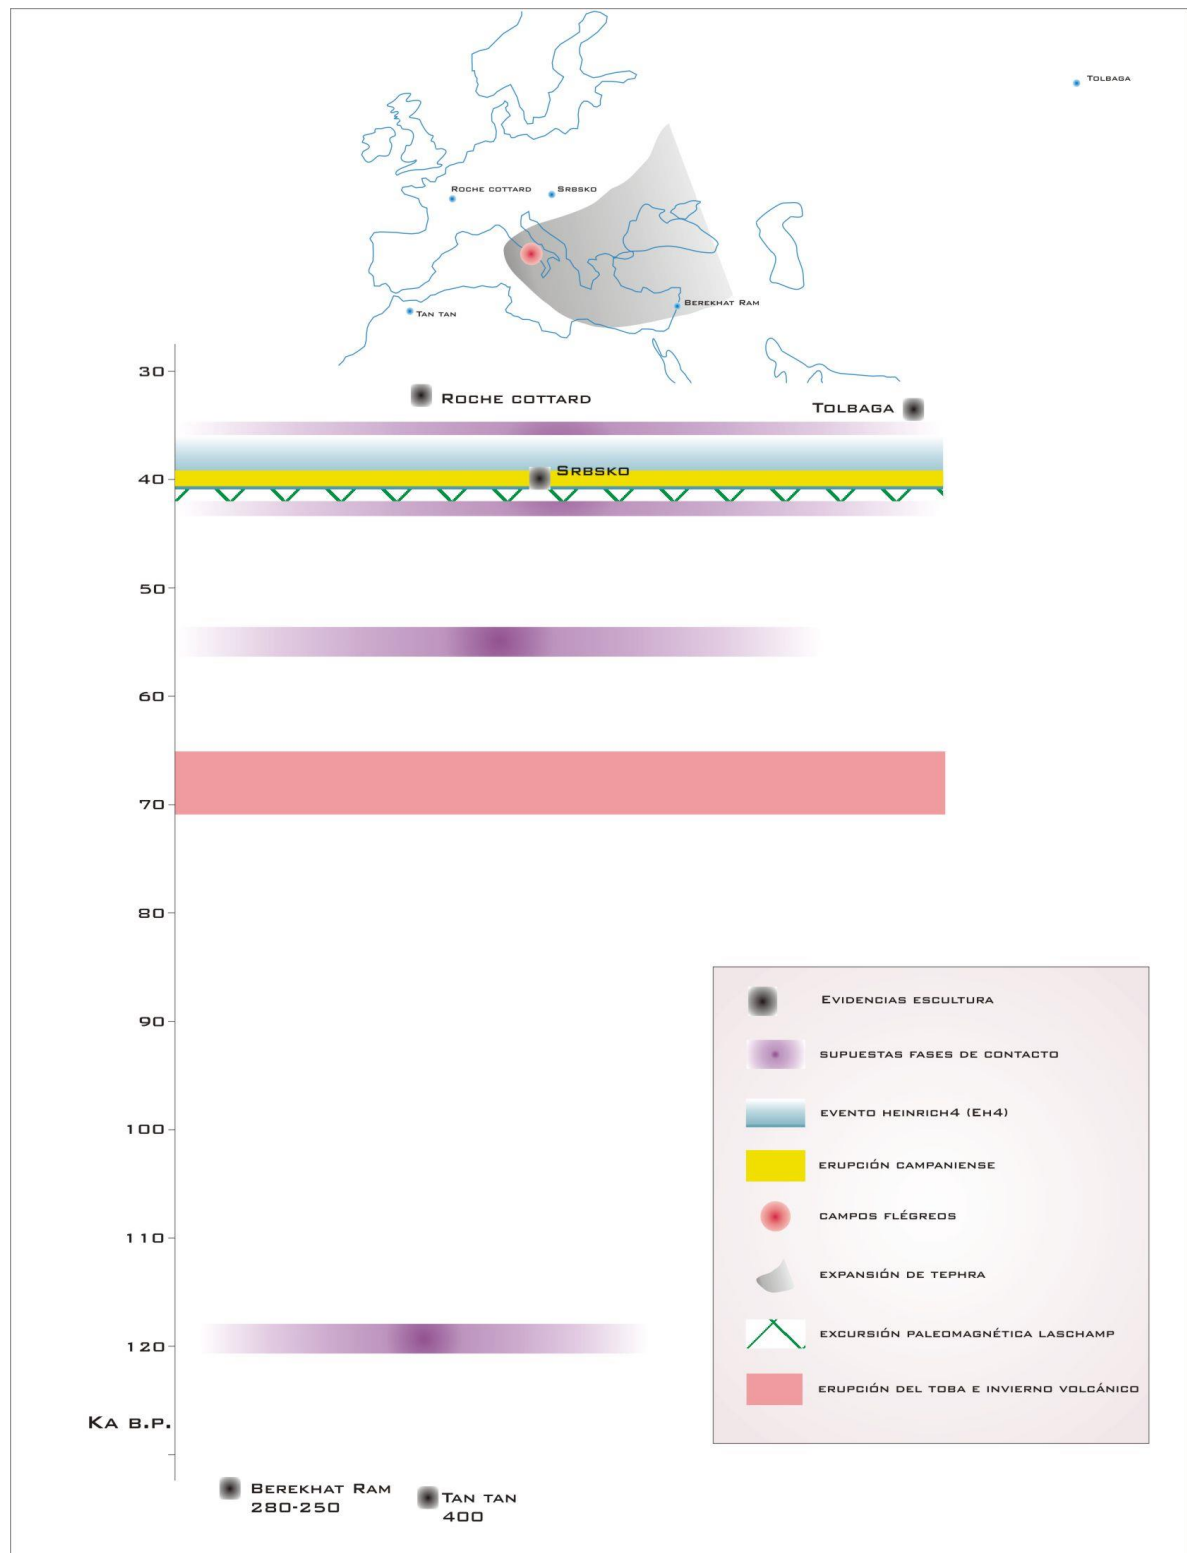 Tolbaga
Roche cottard
Srbsko
Berekhat Ram
Tan tan
30
Roche cottard
Tolbaga
Srbsko
40
50
60
70
80
90
100
110
120
Ka b.p.
Evidencias escultura
supuestas fases de contacto
evento heinrich4 (Eh4)
erupción campaniense
campos flégreos
expansión de tephra
excursión paleomagnética laschamp
erupción del toba e invierno volcánico
Berekhat Ram
280-250
Tan tan
400